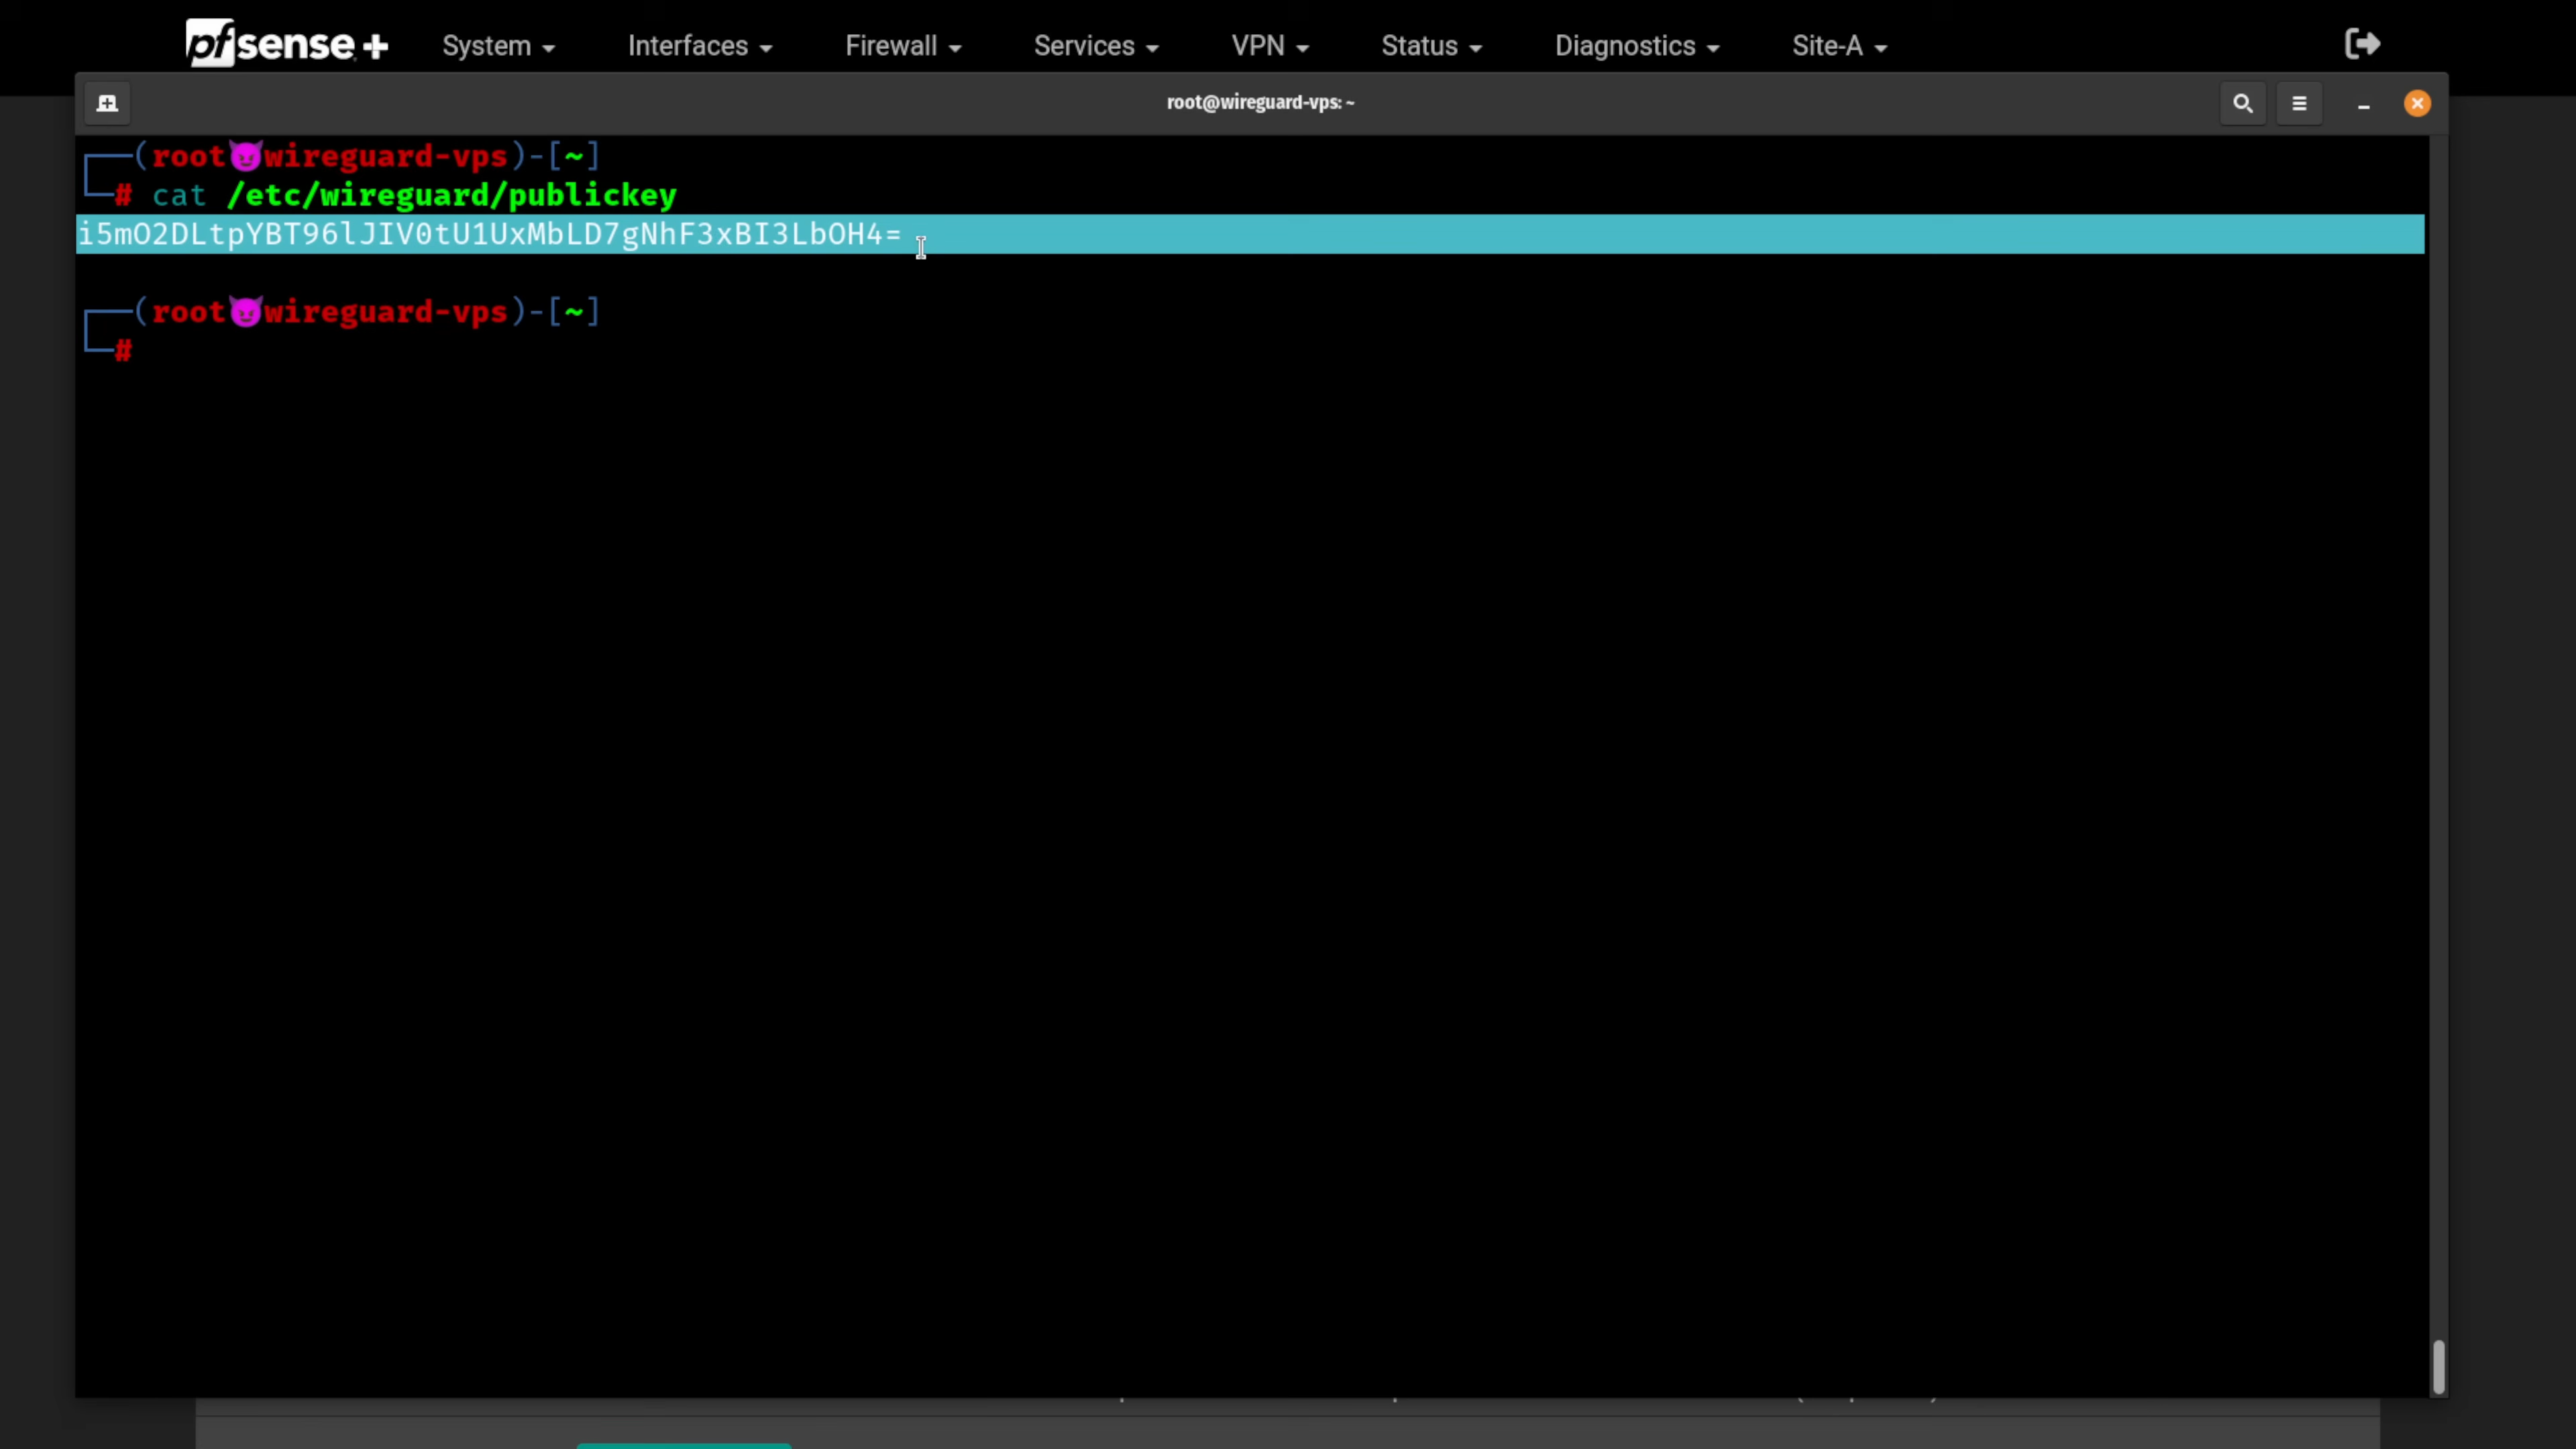 pfsense +
System
Interfaces
Firewall
Services
VPN
Status
Diagnostics
Site-A
root@wireguard-vps: ~
┌──(root😈wireguard-vps)-[~]
└─# cat /etc/wireguard/publickey
i5mO2DLtpYBT96lJIV0tU1UxMbLD7gNhF3xBI3LbOH4=
┌──(root😈wireguard-vps)-[~]
└─#